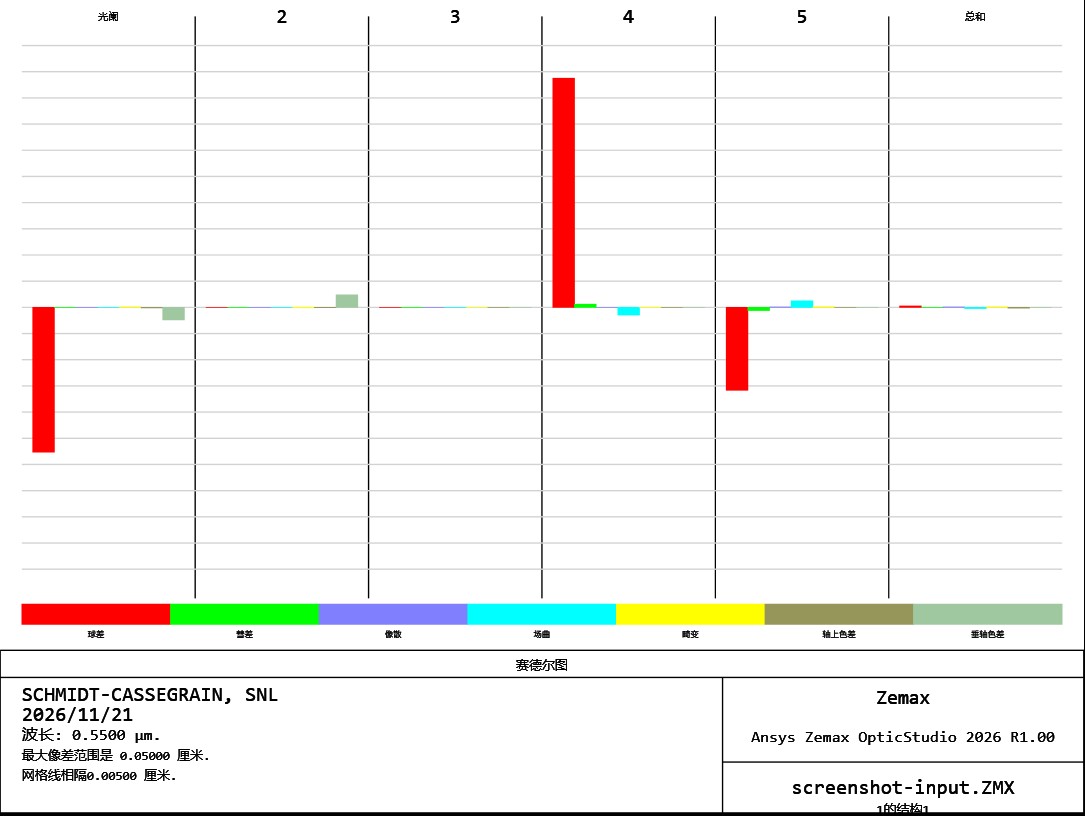 光阑 2 3 4 5 总和
球差 彗差 像散 场曲 畸变 轴上色差 垂轴色差
赛德尔图
SCHMIDT-CASSEGRAIN, SNL
2026/11/21
波长: 0.5500 µm.
最大像差范围是 0.05000 厘米.
网格线相隔0.00500 厘米.
Zemax
Ansys Zemax OpticStudio 2026 R1.00
screenshot-input.ZMX
1的结构1